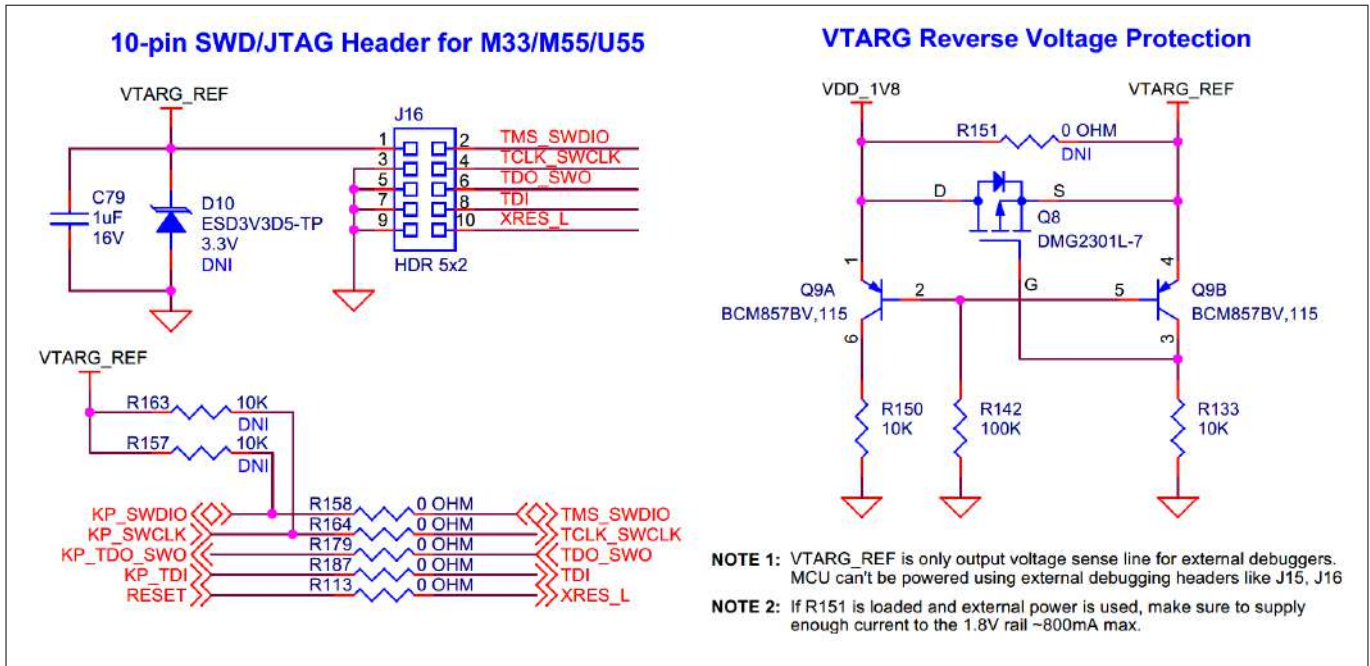 10-pin SWD/JTAG Header for M33/M55/U55
VTARG_REF
J16
1
2
TMS_SWDIO
3
4
TCLK_SWCLK
5
6
TDO_SWO
7
8
TDI
9
10
XRES_L
HDR 5x2
C79
1uF
16V
D10
ESD3V3D5-TP
3.3V
DNI
VTARG_REF
R163
10K
DNI
R157
10K
DNI
KP_SWDIO
R158
0 OHM
TMS_SWDIO
KP_SWCLK
R164
0 OHM
TCLK_SWCLK
KP_TDO_SWO
R179
0 OHM
TDO_SWO
KP_TDI
R187
0 OHM
TDI
RESET
R113
0 OHM
XRES_L
VTARG Reverse Voltage Protection
VDD_1V8
VTARG_REF
R151
0 OHM
DNI
D
S
Q8
DMG2301L-7
G
1
4
Q9A
2
5
Q9B
BCM857BV,115
BCM857BV,115
6
3
R150
10K
R142
100K
R133
10K
NOTE 1: VTARG_REF is only output voltage sense line for external debuggers.
MCU can't be powered using external debugging headers like J15, J16
NOTE 2: If R151 is loaded and external power is used, make sure to supply
enough current to the 1.8V rail ~800mA max.